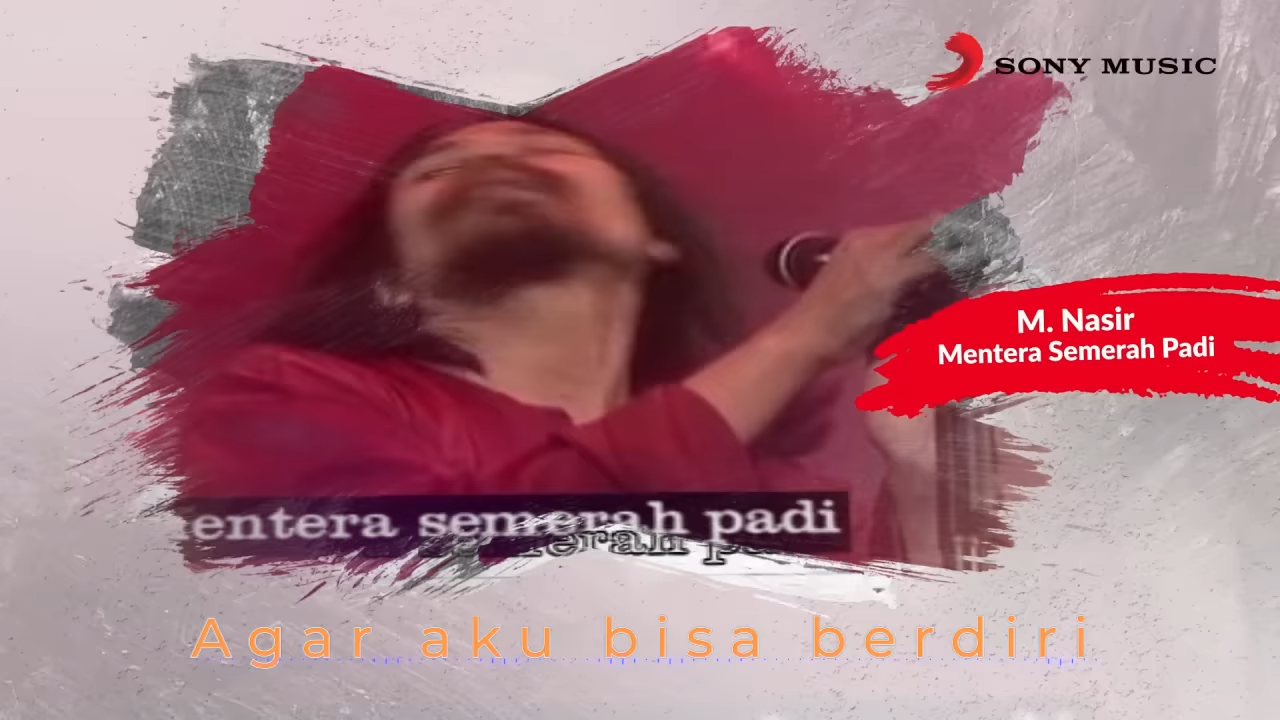 SONY MUSIC
M. Nasir
Mentera Semerah Padi
entera semerah padi
Agar aku bisa berdiri